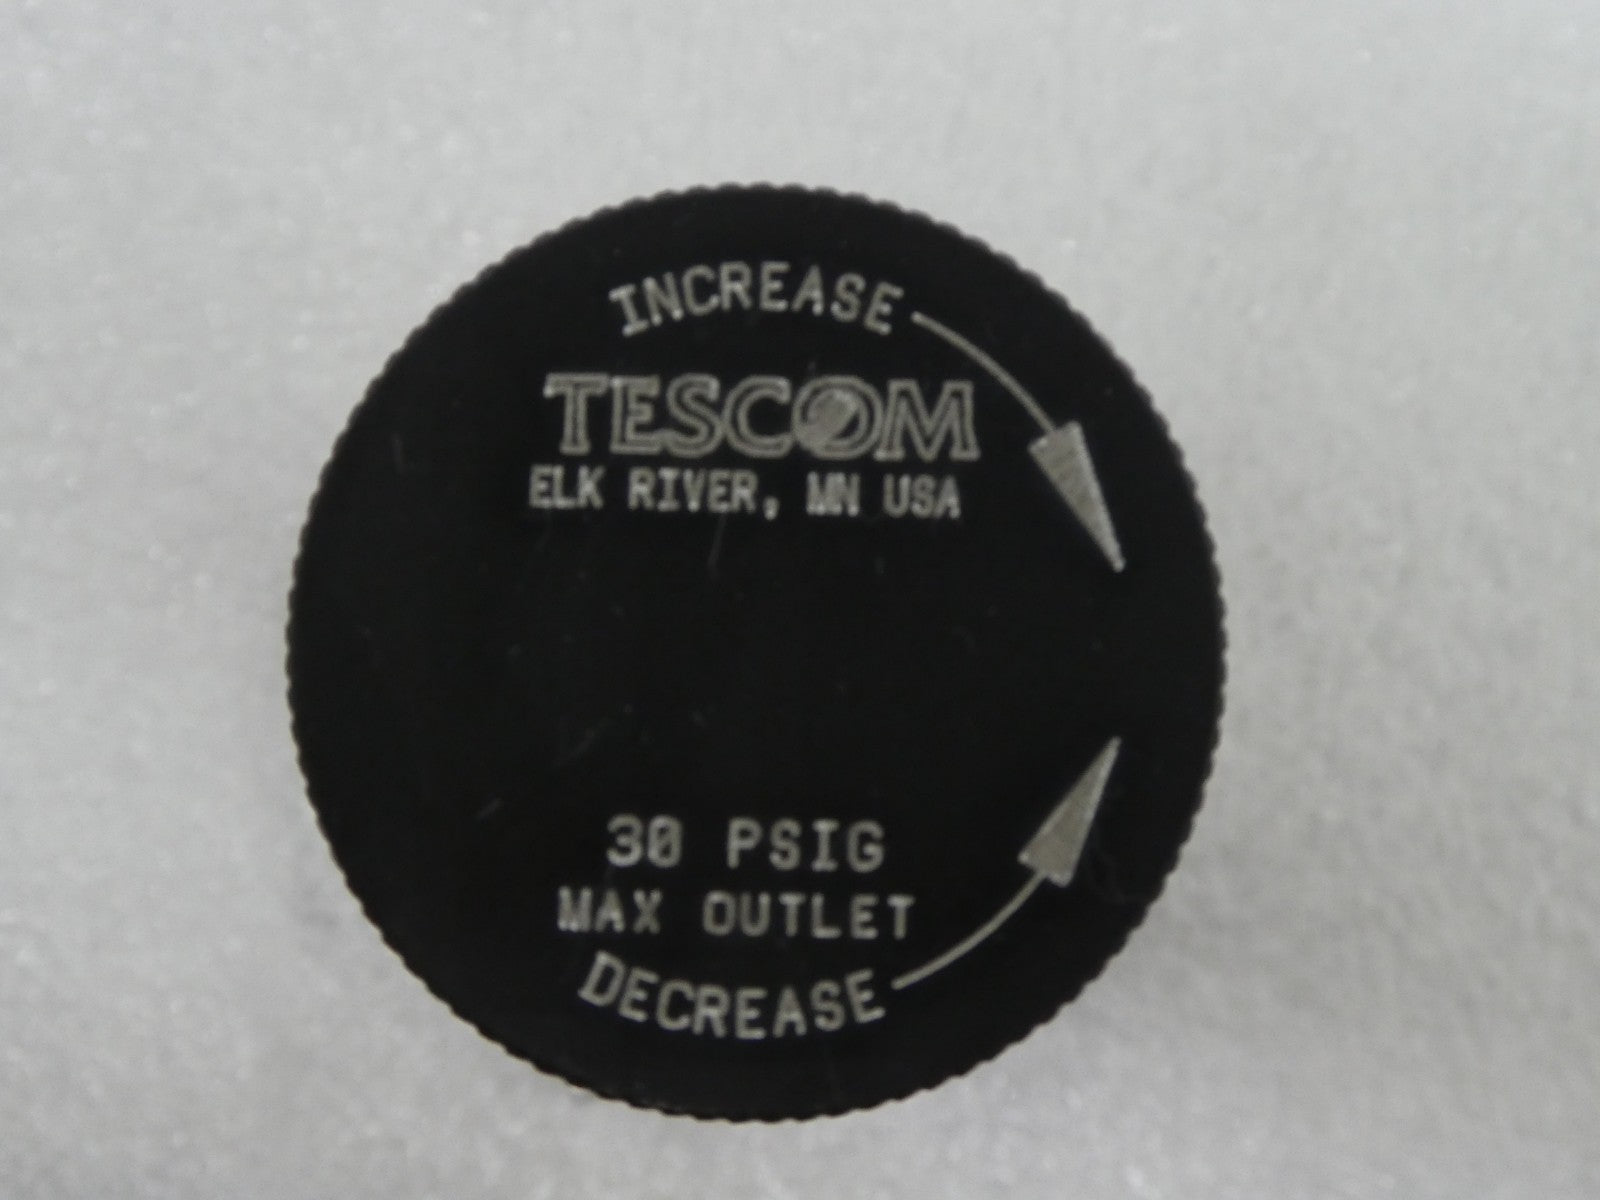 INCREASE
TESCOM
ELK RIVER, MN USA
30 PSIG
MAX OUTLET
DECREASE